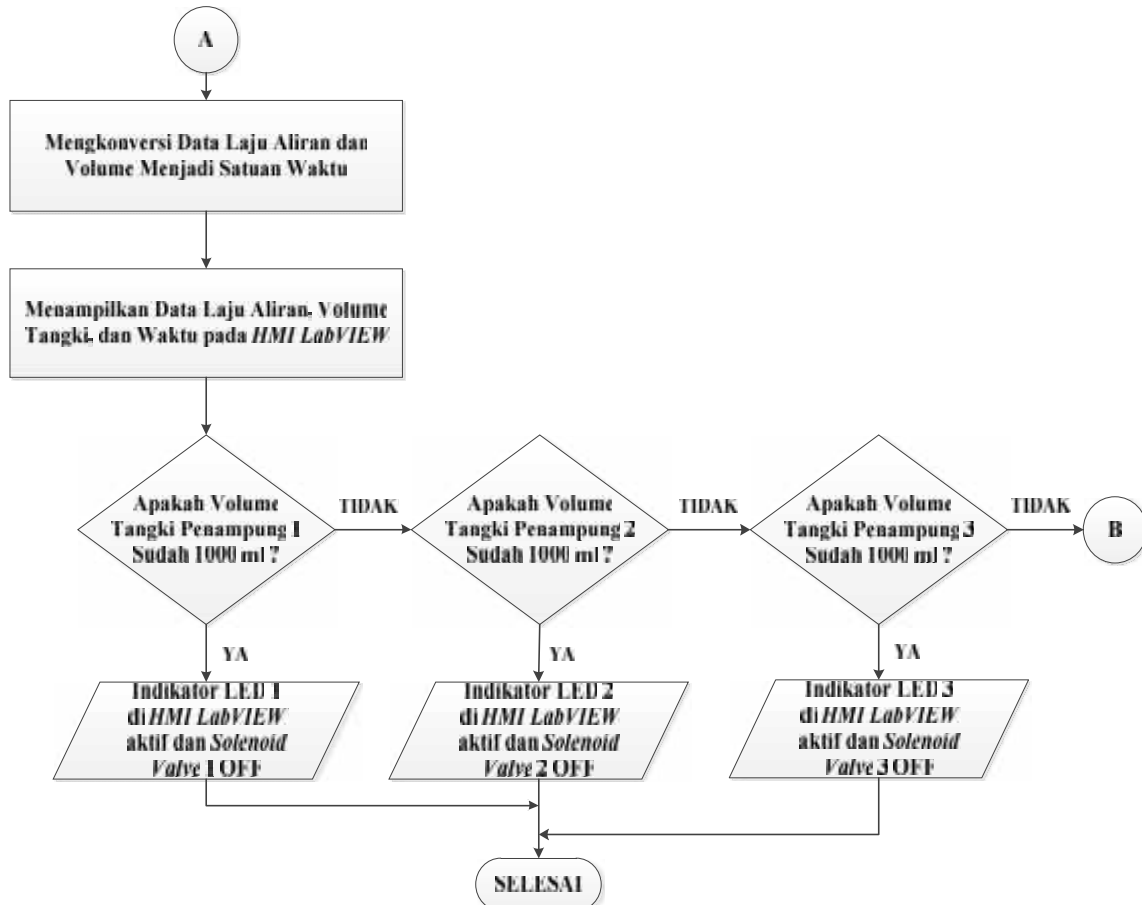 A
Mengkonversi Data Laju Aliran dan
Volume Menjadi Satuan Waktu
Menampilkan Data Laju Aliran, Volume
Tangki, dan Waktu pada HMI LabVIEW
Apakah Volume
Tangki Penampung 1
Sudah 1000 ml ?
TIDAK
Apakah Volume
Tangki Penampung 2
Sudah 1000 ml ?
TIDAK
Apakah Volume
Tangki Penampung 3
Sudah 1000 ml ?
TIDAK
B
YA
YA
YA
Indikator LED 1
di HMI LabVIEW
aktif dan Solenoid
Valve 1 OFF
Indikator LED 2
di HMI LabVIEW
aktif dan Solenoid
Valve 2 OFF
Indikator LED 3
di HMI LabVIEW
aktif dan Solenoid
Valve 3 OFF
SELESAI